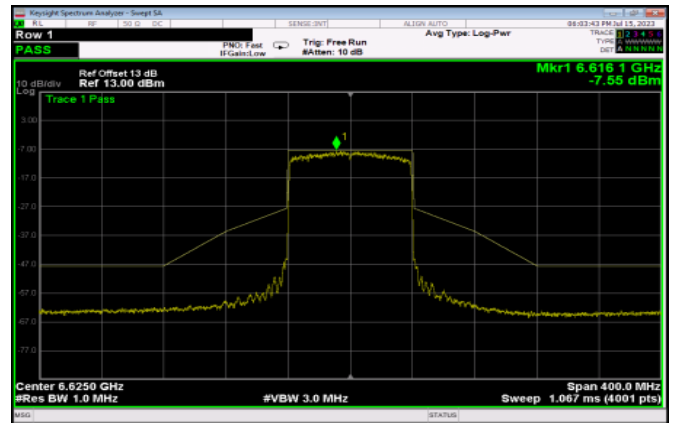 Keysight Spectrum Analyzer - Swept SA
RL RF 50 Ω DC SENSE:INT ALIGN AUTO 06:03:43 PM Jul 15, 2023
Row 1 Avg Type: Log-Pwr TRACE 1 2 3 4 5 6
PASS PNO: Fast Trig: Free Run TYPE A WWWWW
IFGain:Low #Atten: 10 dB DET A N N N N N
Mkr1 6.616 1 GHz
Ref Offset 13 dB
10 dB/div Ref 13.00 dBm -7.55 dBm
Log
Trace 1 Pass
3.00
1
-7.00
-17.0
-27.0
-37.0
-47.0
-57.0
-67.0
-77.0
Center 6.6250 GHz Span 400.0 MHz
#Res BW 1.0 MHz #VBW 3.0 MHz Sweep 1.067 ms (4001 pts)
MSG STATUS